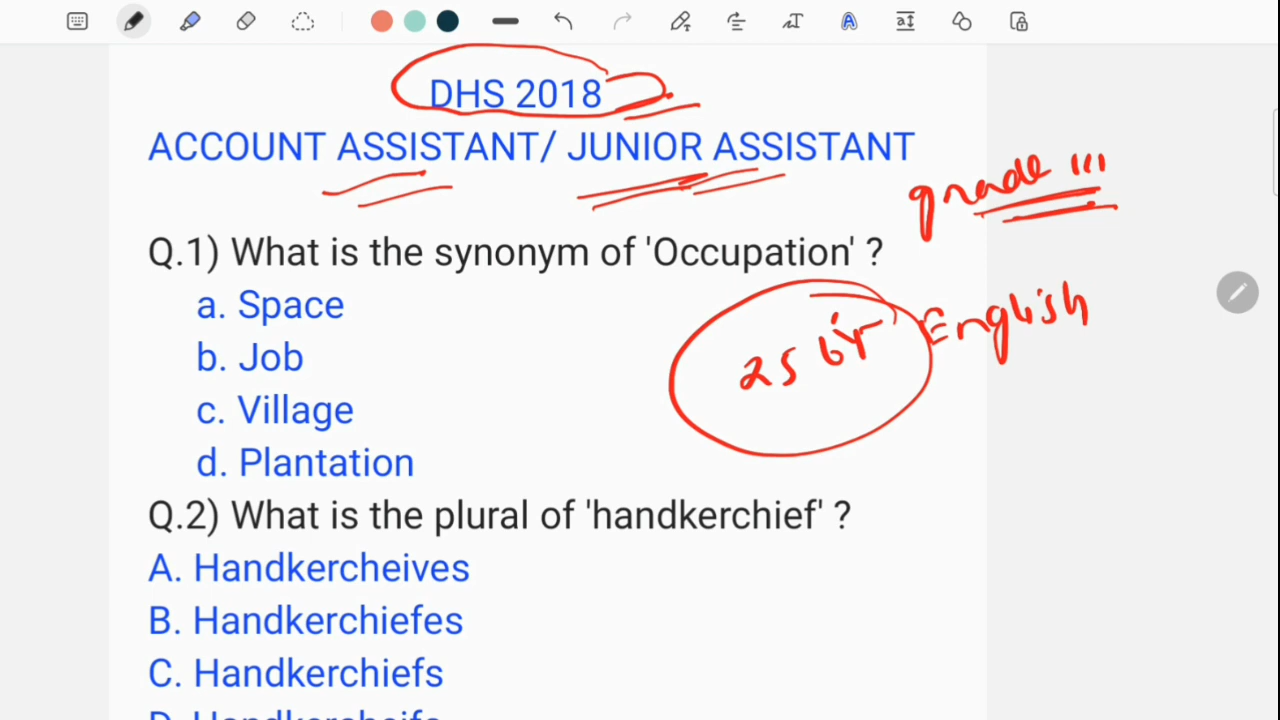 DHS 2018
ACCOUNT ASSISTANT/ JUNIOR ASSISTANT
grade III
Q.1) What is the synonym of 'Occupation' ?
a. Space
English
b. Job
25
c. Village
d. Plantation
Q.2) What is the plural of 'handkerchief' ?
A. Handkercheives
B. Handkerchiefes
C. Handkerchiefs